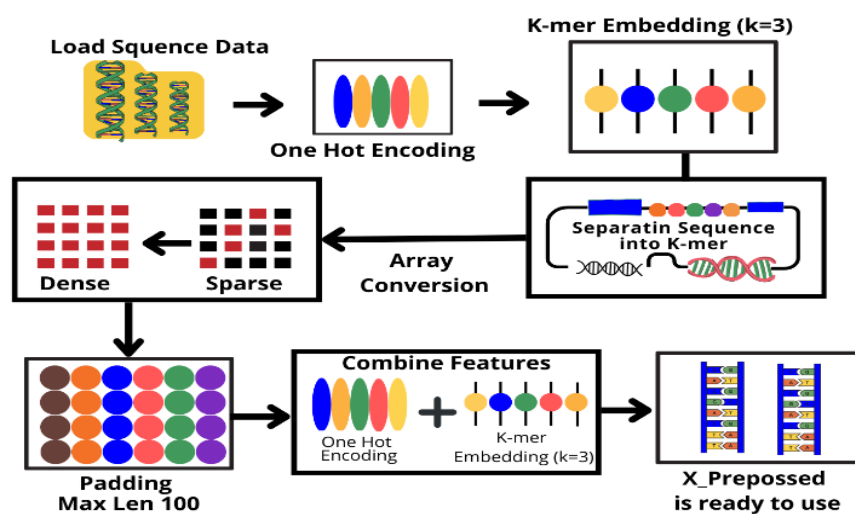 Load Squence Data
One Hot Encoding
K-mer Embedding (k=3)
Separatin Sequence
into K-mer
Array
Conversion
Sparse
Dense
Padding
Max Len 100
Combine Features
One Hot
Encoding
K-mer
Embedding (k=3)
X_Prepossed
is ready to use